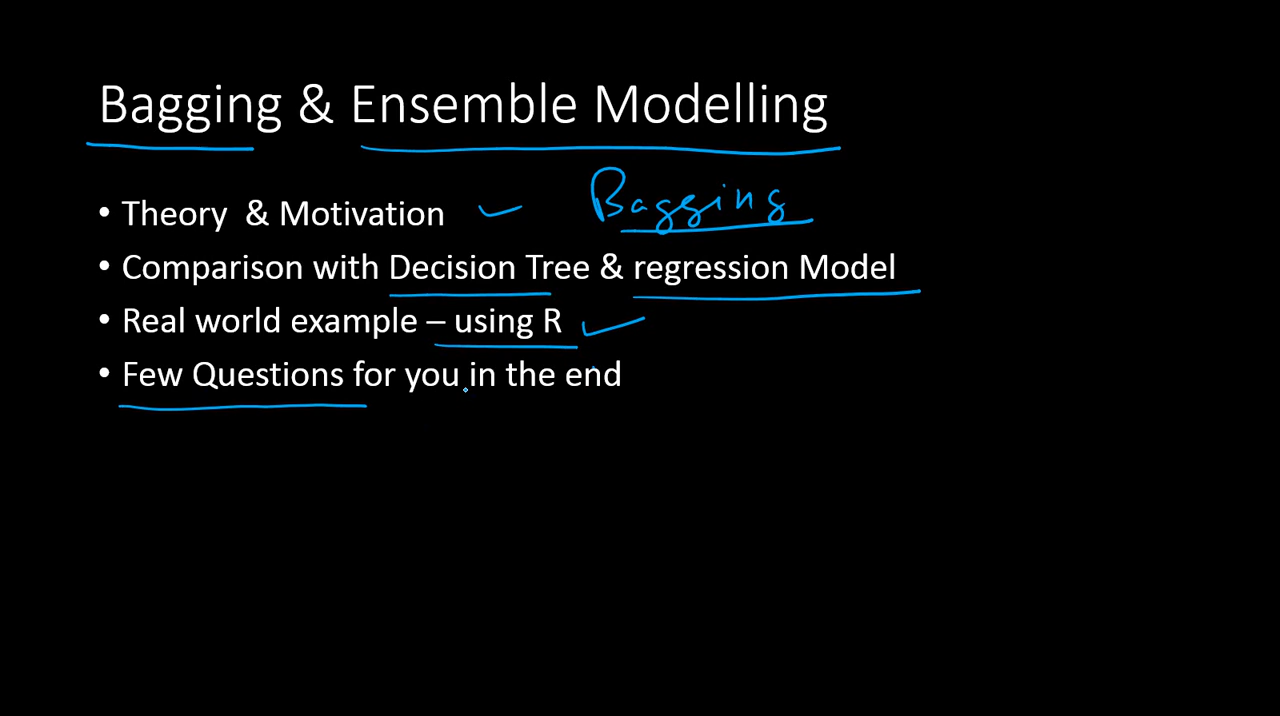 Bagging & Ensemble Modelling
• Theory & Motivation
Bagging
• Comparison with Decision Tree & regression Model
• Real world example – using R
• Few Questions for you in the end